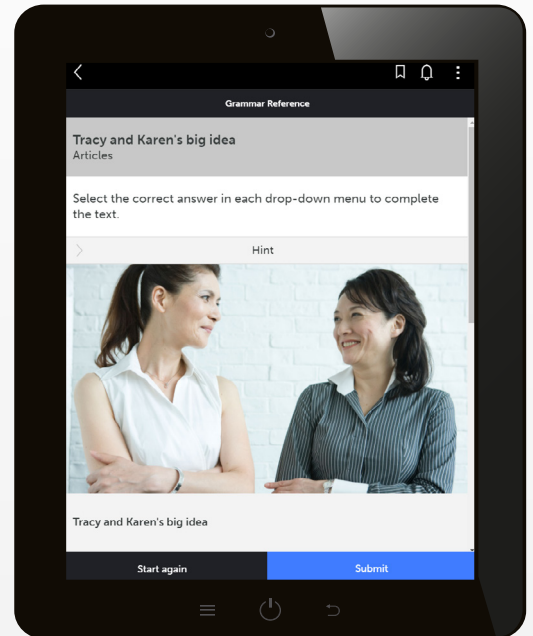 Grammar Reference
Tracy and Karen's big idea
Articles
Select the correct answer in each drop-down menu to complete
the text.
Hint
Tracy and Karen's big idea
Start again
Submit